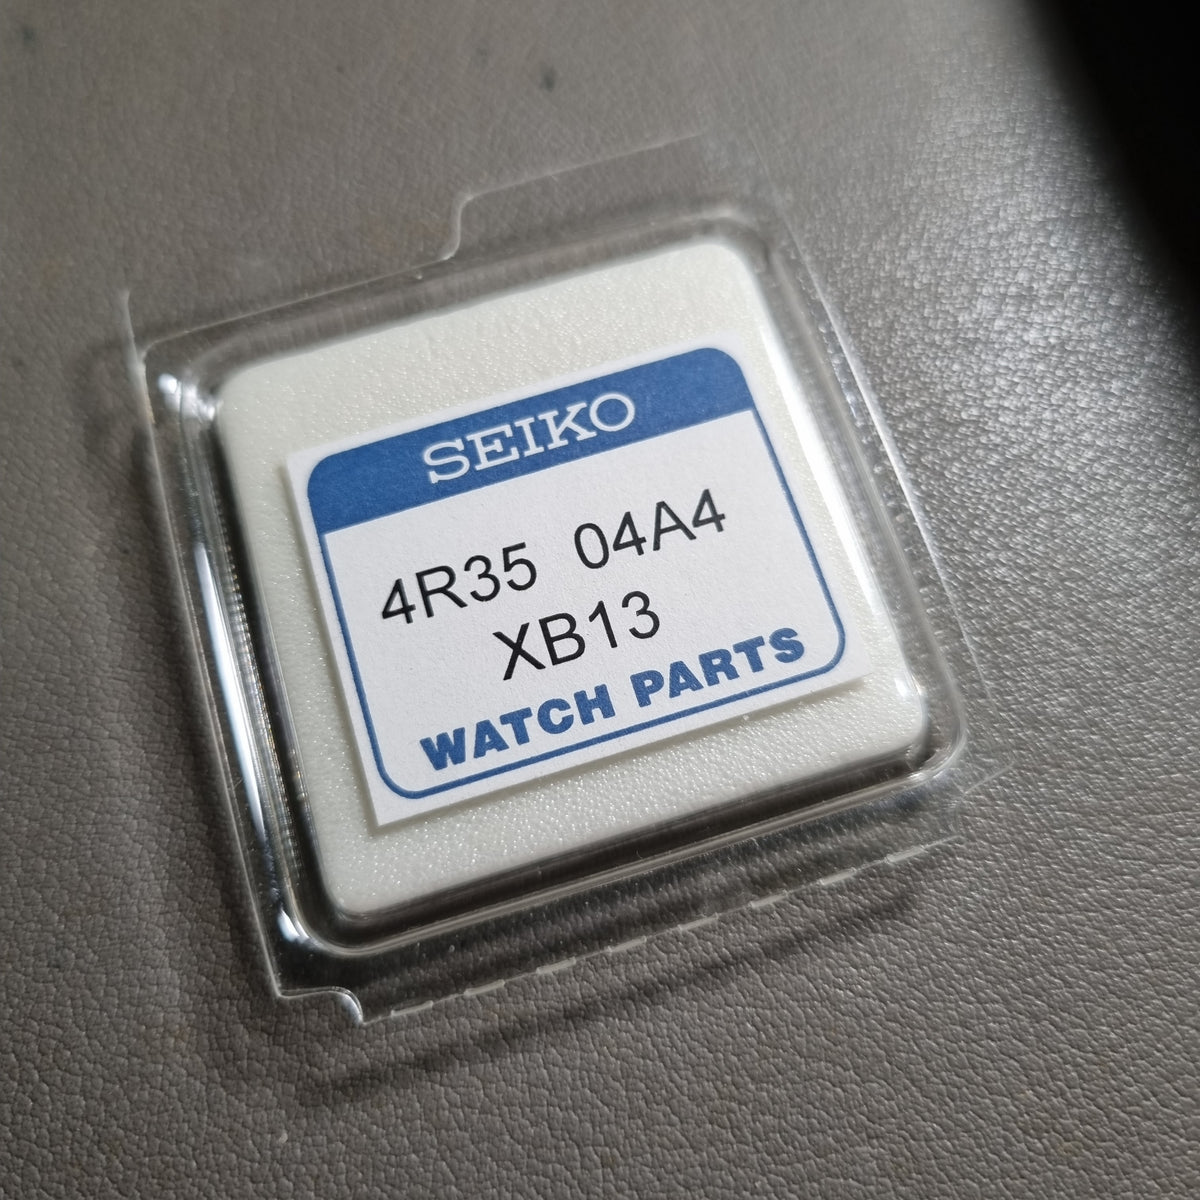 SEIKO
4R35 04A4
XB13
WATCH PARTS